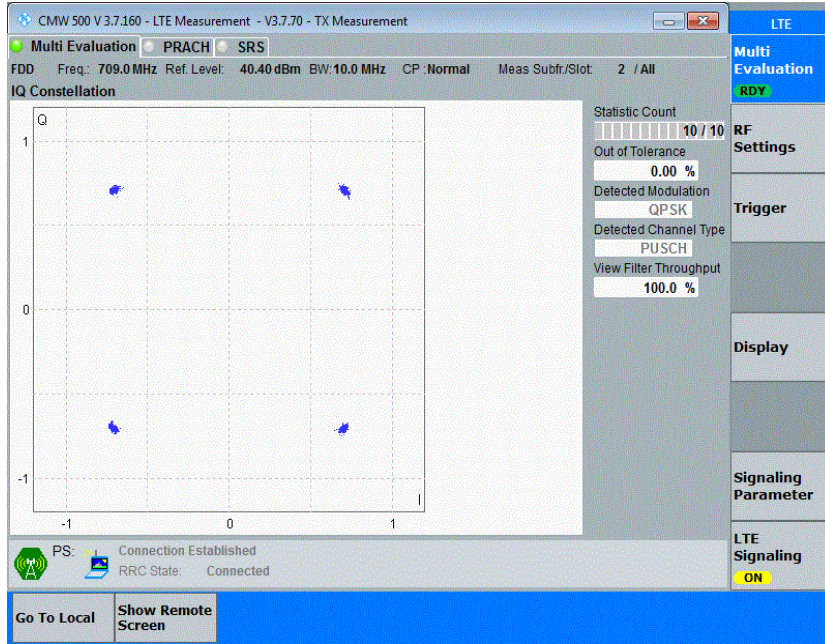 CMW 500 V 3.7.160 - LTE Measurement - V3.7.70 - TX Measurement
LTE
Multi Evaluation PRACH SRS
Multi
Evaluation
RDY
FDD Freq.: 709.0 MHz Ref. Level: 40.40 dBm BW: 10.0 MHz CP : Normal Meas Subfr./Slot: 2 / All
IQ Constellation
Q
1
0
-1
-1 0 1
I
Statistic Count
10 / 10
Out of Tolerance
0.00 %
Detected Modulation
QPSK
Detected Channel Type
PUSCH
View Filter Throughput
100.0 %
RF
Settings
Trigger
Display
Signaling
Parameter
LTE
Signaling
ON
PS: Connection Established
RRC State: Connected
Go To Local
Show Remote
Screen